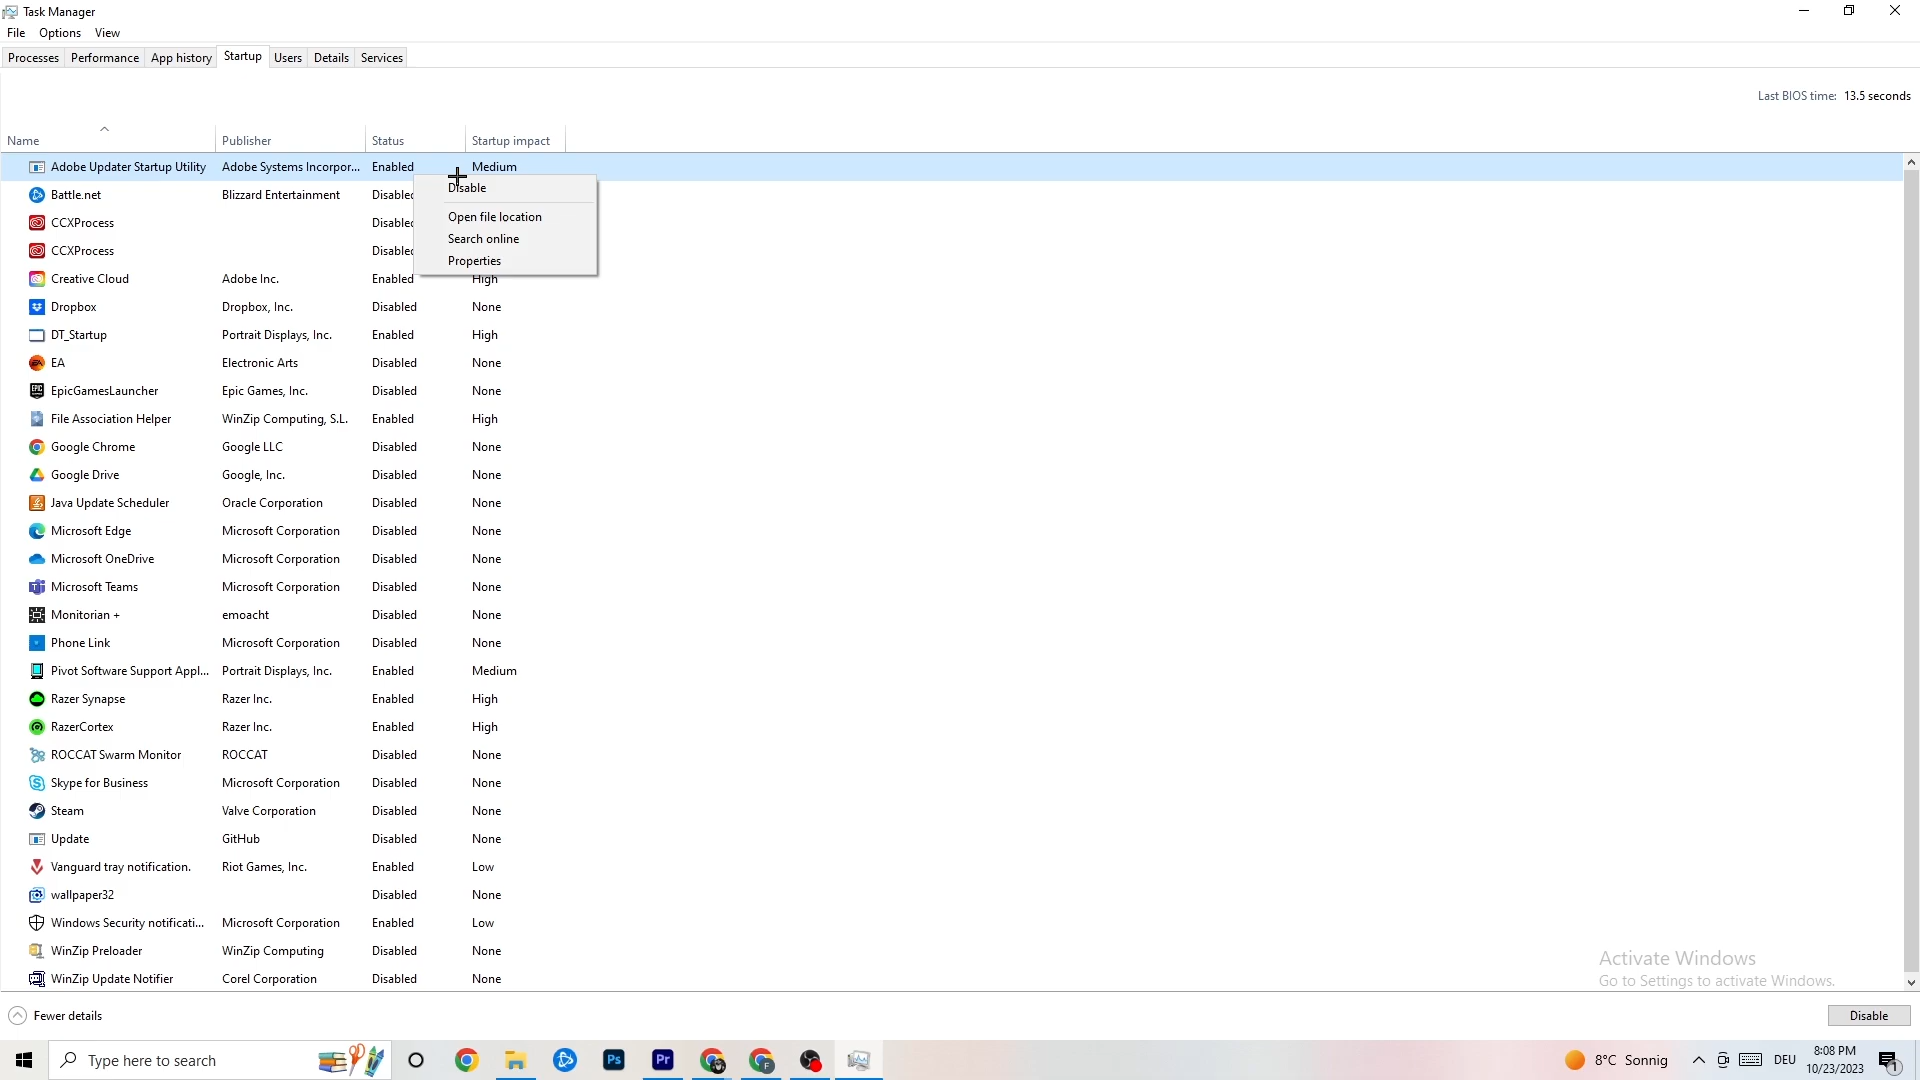 Task Manager
File Options View
Processes Performance App history Startup Users Details Services
Last BIOS time: 13.5 seconds
Name Publisher Status Startup impact
Adobe Updater Startup Utility Adobe Systems Incorpor... Enabled Medium
Disable
Battle.net Blizzard Entertainment Disabled
CCXProcess Disabled
Open file location
Search online
CCXProcess Disabled
Properties
Creative Cloud Adobe Inc. Enabled High
Dropbox Dropbox, Inc. Disabled None
DT_Startup Portrait Displays, Inc. Enabled High
EA Electronic Arts Disabled None
EpicGamesLauncher Epic Games, Inc. Disabled None
File Association Helper WinZip Computing, S.L. Enabled High
Google Chrome Google LLC Disabled None
Google Drive Google, Inc. Disabled None
Java Update Scheduler Oracle Corporation Disabled None
Microsoft Edge Microsoft Corporation Disabled None
Microsoft OneDrive Microsoft Corporation Disabled None
Microsoft Teams Microsoft Corporation Disabled None
Monitorian + emoacht Disabled None
Phone Link Microsoft Corporation Disabled None
Pivot Software Support Appl... Portrait Displays, Inc. Enabled Medium
Razer Synapse Razer Inc. Enabled High
RazerCortex Razer Inc. Enabled High
ROCCAT Swarm Monitor ROCCAT Disabled None
Skype for Business Microsoft Corporation Disabled None
Steam Valve Corporation Disabled None
Update GitHub Disabled None
Vanguard tray notification. Riot Games, Inc. Enabled Low
wallpaper32 Disabled None
Windows Security notificati... Microsoft Corporation Enabled Low
WinZip Preloader WinZip Computing Disabled None
WinZip Update Notifier Corel Corporation Disabled None
Activate Windows
Go to Settings to activate Windows.
Fewer details Disable
Type here to search Ps Pr F 8°C Sonnig DEU 8:08 PM
10/23/2023 1